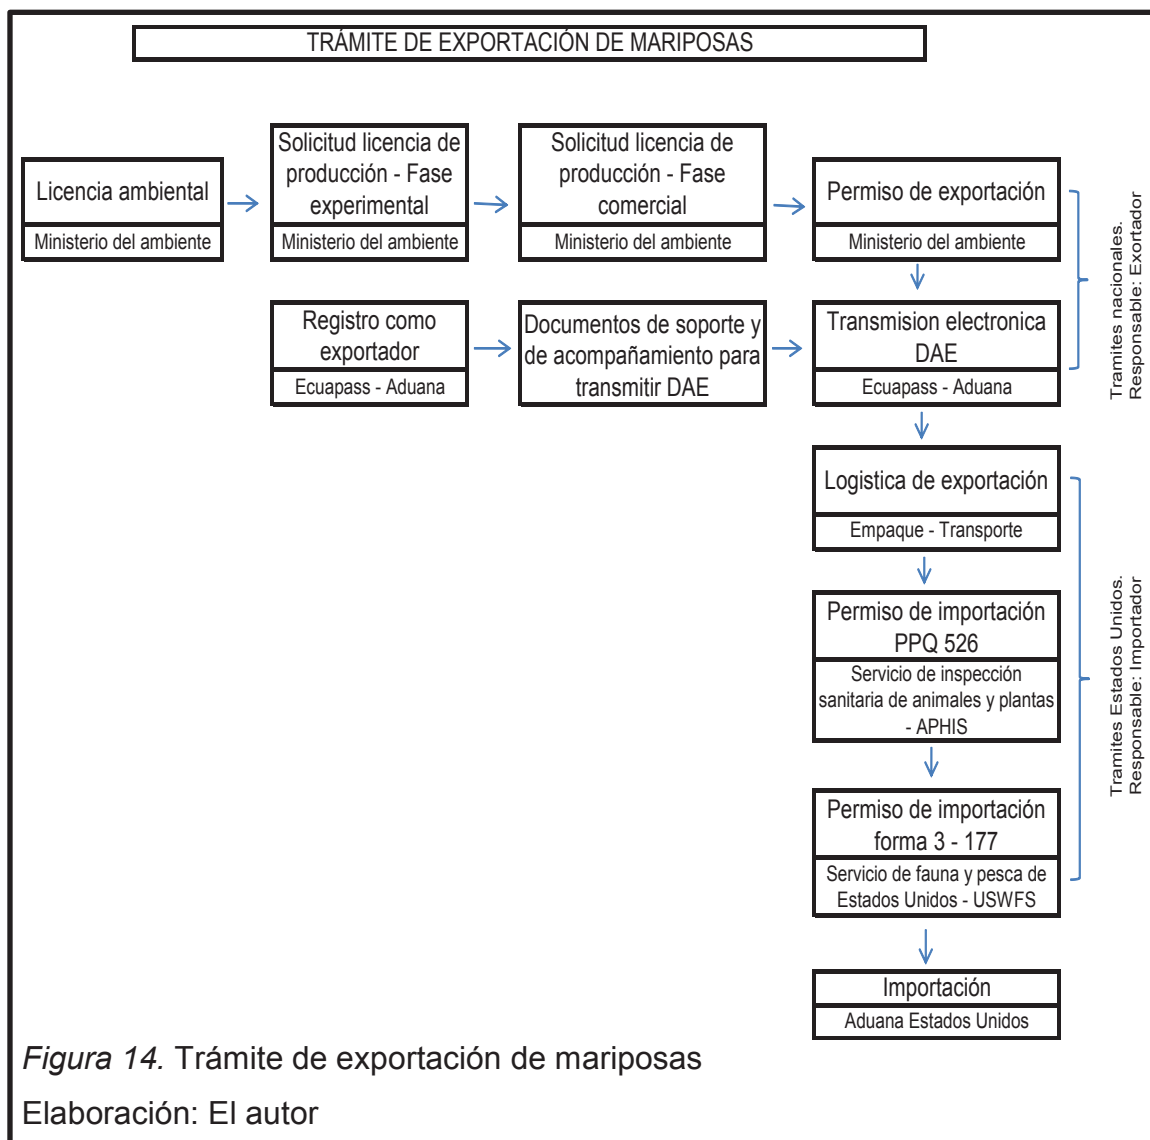 TRÁMITE DE EXPORTACIÓN DE MARIPOSAS
Licencia ambiental
Ministerio del ambiente
Solicitud licencia de
producción - Fase
experimental
Ministerio del ambiente
Solicitud licencia de
producción - Fase
comercial
Ministerio del ambiente
Permiso de exportación
Ministerio del ambiente
Registro como
exportador
Ecuapass - Aduana
Documentos de soporte y
de acompañamiento para
transmitir DAE
Transmision electronica
DAE
Ecuapass - Aduana
Tramites nacionales.
Responsable: Exortador
Logistica de exportación
Empaque - Transporte
Permiso de importación
PPQ 526
Servicio de inspección
sanitaria de animales y plantas
- APHIS
Permiso de importación
forma 3 - 177
Servicio de fauna y pesca de
Estados Unidos - USWFS
Tramites Estados Unidos.
Responsable: Importador
Importación
Aduana Estados Unidos
Figura 14. Trámite de exportación de mariposas
Elaboración: El autor